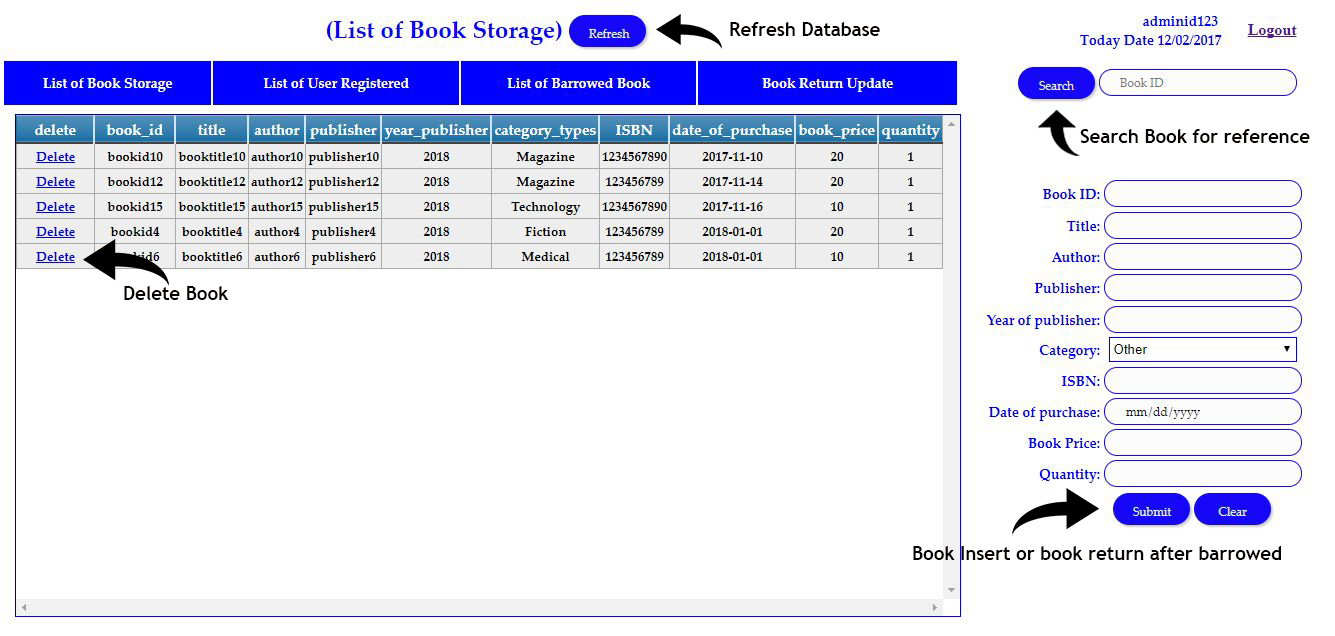 (List of Book Storage) Refresh Refresh Database
adminid123
Today Date 12/02/2017 Logout
List of Book Storage List of User Registered List of Barrowed Book Book Return Update
Search Book ID
Search Book for reference
delete book_id title author publisher year_publisher category_types ISBN date_of_purchase book_price quantity
Delete bookid10 booktitle10 author10 publisher10 2018 Magazine 1234567890 2017-11-10 20 1
Delete bookid12 booktitle12 author12 publisher12 2018 Magazine 123456789 2017-11-14 20 1
Delete bookid15 booktitle15 author15 publisher15 2018 Technology 1234567890 2017-11-16 10 1
Delete bookid4 booktitle4 author4 publisher4 2018 Fiction 123456789 2018-01-01 20 1
Delete bookid6 booktitle6 author6 publisher6 2018 Medical 123456789 2018-01-01 10 1
Delete Book
Book ID:
Title:
Author:
Publisher:
Year of publisher:
Category: Other
ISBN:
Date of purchase: mm/dd/yyyy
Book Price:
Quantity:
Submit Clear
Book Insert or book return after barrowed